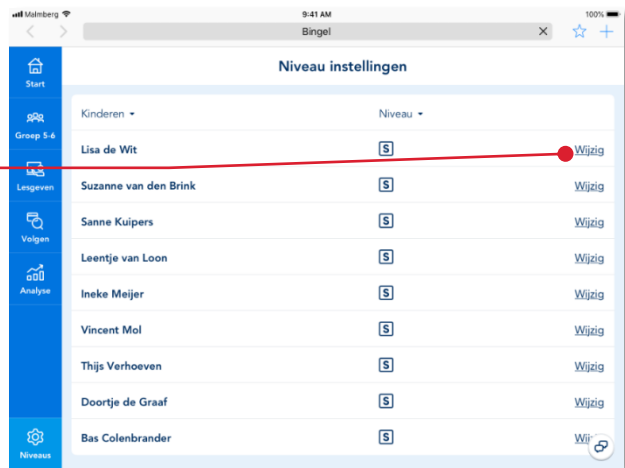 Malmberg 9:41 AM 100%
Bingel
Start
Groep 5-6
Lesgeven
Volgen
Analyse
Niveaus
Niveau instellingen
Kinderen Niveau
Lisa de Wit S Wijzig
Suzanne van den Brink S Wijzig
Sanne Kuipers S Wijzig
Leentje van Loon S Wijzig
Ineke Meijer S Wijzig
Vincent Mol S Wijzig
Thijs Verhoeven S Wijzig
Doortje de Graaf S Wijzig
Bas Colenbrander S